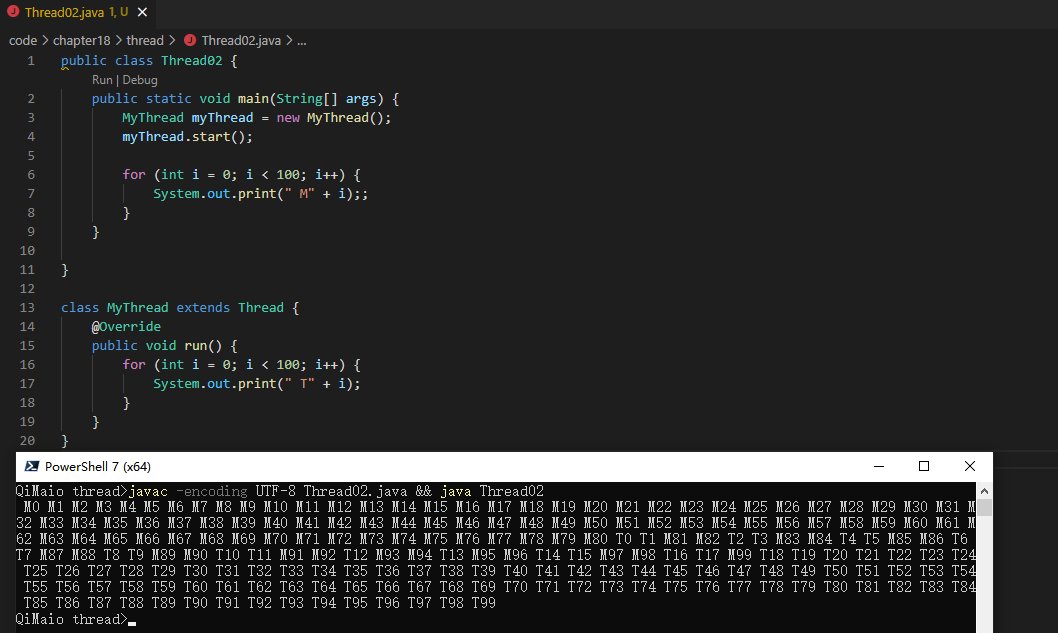 Thread02.java 1, U
code > chapter18 > thread > Thread02.java > ...
1 public class Thread02 {
Run | Debug
2 public static void main(String[] args) {
3 MyThread myThread = new MyThread();
4 myThread.start();
5
6 for (int i = 0; i < 100; i++) {
7 System.out.print(" M" + i);;
8 }
9 }
10
11 }
12
13 class MyThread extends Thread {
14 @Override
15 public void run() {
16 for (int i = 0; i < 100; i++) {
17 System.out.print(" T" + i);
18 }
19 }
20 }
PowerShell 7 (x64)
QiMaio thread>javac -encoding UTF-8 Thread02.java && java Thread02
M0 M1 M2 M3 M4 M5 M6 M7 M8 M9 M10 M11 M12 M13 M14 M15 M16 M17 M18 M19 M20 M21 M22 M23 M24 M25 M26 M27 M28 M29 M30 M31 M
32 M33 M34 M35 M36 M37 M38 M39 M40 M41 M42 M43 M44 M45 M46 M47 M48 M49 M50 M51 M52 M53 M54 M55 M56 M57 M58 M59 M60 M61 M
62 M63 M64 M65 M66 M67 M68 M69 M70 M71 M72 M73 M74 M75 M76 M77 M78 M79 M80 T0 T1 M81 M82 T2 T3 M83 M84 T4 T5 M85 M86 T6
T7 M87 M88 T8 T9 M89 M90 T10 T11 M91 M92 T12 M93 M94 T13 M95 M96 T14 T15 M97 M98 T16 T17 M99 T18 T19 T20 T21 T22 T23 T24
T25 T26 T27 T28 T29 T30 T31 T32 T33 T34 T35 T36 T37 T38 T39 T40 T41 T42 T43 T44 T45 T46 T47 T48 T49 T50 T51 T52 T53 T54
T55 T56 T57 T58 T59 T60 T61 T62 T63 T64 T65 T66 T67 T68 T69 T70 T71 T72 T73 T74 T75 T76 T77 T78 T79 T80 T81 T82 T83 T84
T85 T86 T87 T88 T89 T90 T91 T92 T93 T94 T95 T96 T97 T98 T99
QiMaio thread>